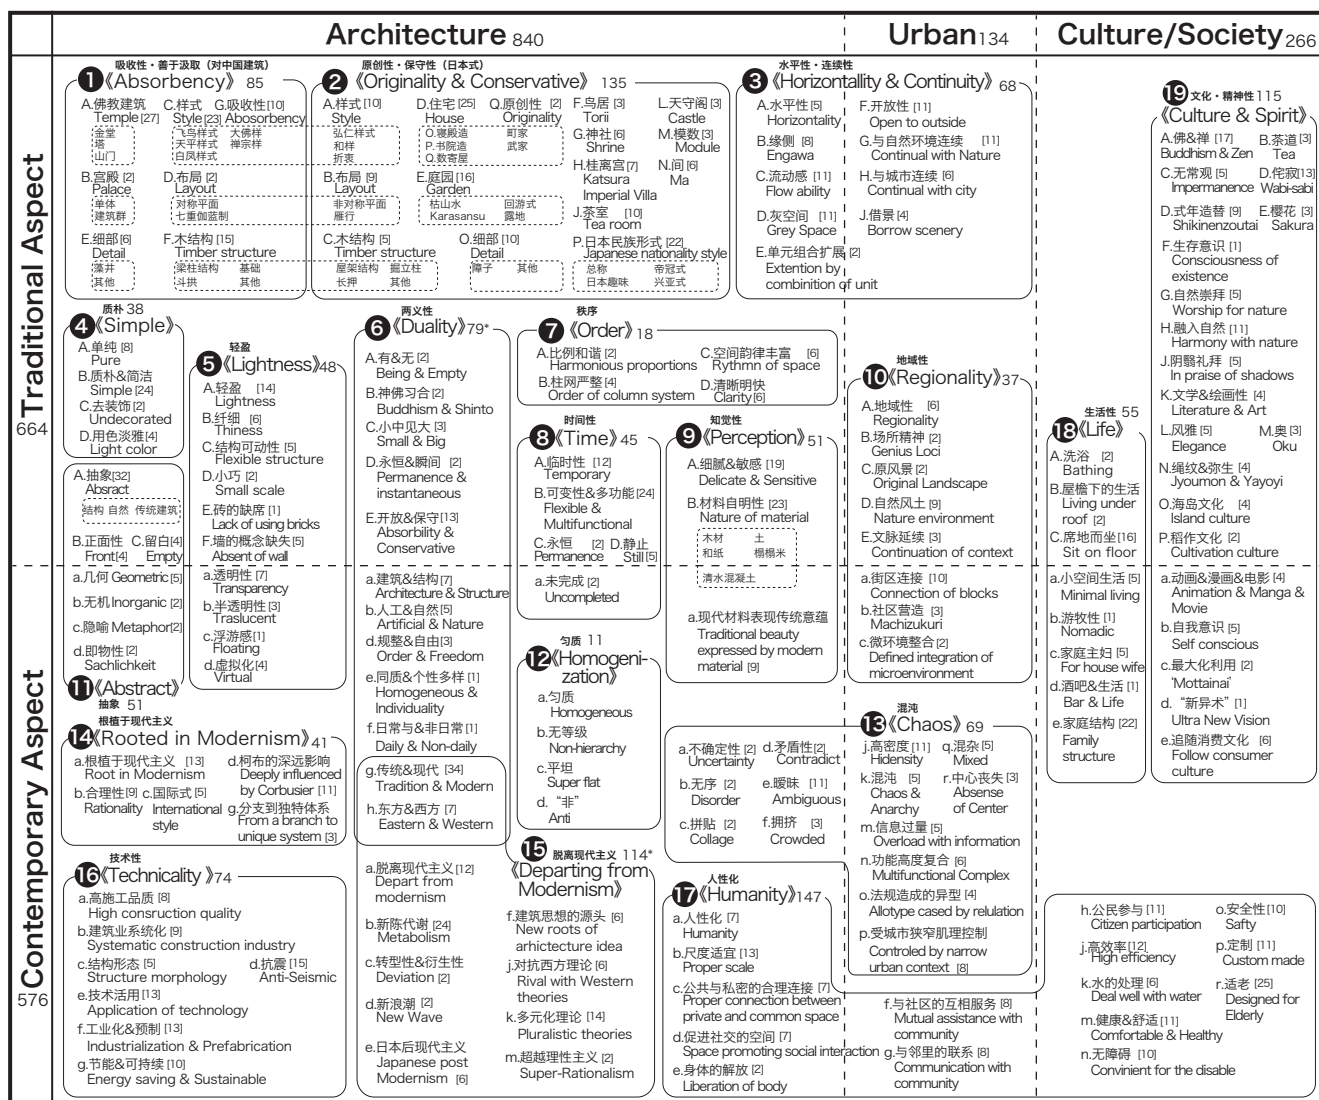 Architecture 840
Urban 134
Culture/Society 266
Traditional Aspect
664
吸收性・善于汲取（对中国建筑）
1《Absorbency》 85
A.佛教建筑
Temple[27]
金堂
塔
山门
C.样式
Style[23]
G.吸收性[10]
Abosorbency
飞鸟样式 大佛样
天平样式 禅宗样
白凤样式
B.宫殿 [2]
Palace
单体
建筑群
D.布局 [2]
Layout
对称平面
七重伽蓝制
E.细部 [6]
Detail
藻井
其他
F.木结构 [15]
Timber structure
梁柱结构 基础
斗拱 其他
原创性・保守性（日本式）
2《Originality & Conservative》 135
A.样式 [10]
Style
弘仁样式
和样
折衷
D.住宅 [25]
House
O.寝殿造 町家
P.书院造 武家
Q.数寄屋
Q.原创性 [2]
Originality
B.布局 [9]
Layout
非对称平面
雁行
E.庭园 [16]
Garden
枯山水 回游式
Karasansu 露地
C.木结构 [5]
Timber structure
屋架结构 掘立柱
长押 其他
O.细部 [10]
Detail
障子 其他
F.鸟居 [3]
Torii
G.神社 [6]
Shrine
H.桂离宫[7]
Katsura
Imperial Villa
J.茶室 [10]
Tea room
L.天守阁 [3]
Castle
M.模数 [3]
Module
N.间 [6]
Ma
P.日本民族形式 [22]
Japanese nationality style
总称 帝冠式
日本趣味 兴亚式
水平性・连续性
3《Horizontallity & Continuity》 68
A.水平性 [5]
Horizontality
B.缘侧 [8]
Engawa
C.流动感 [11]
Flow ability
D.灰空间 [11]
Grey Space
E.单元组合扩展 [2]
Extention by
combinition of unit
F.开放性 [11]
Open to outside
G.与自然环境连续 [11]
Continual with Nature
H.与城市连续 [6]
Continual with city
J.借景 [4]
Borrow scenery
19 文化・精神性 115
《Culture & Spirit》
A.佛&禅 [17]
Buddhism & Zen
B.茶道 [3]
Tea
C.无常观 [5]
Impermanence
D.侘寂[13]
Wabi-sabi
D.式年造替 [9]
Shikinenzoutai
E.樱花 [3]
Sakura
F.生存意识 [1]
Consciousness of
existence
G.自然崇拜 [5]
Worship for nature
H.融入自然 [11]
Harmony with nature
J.阴翳礼拜 [5]
In praise of shadows
K.文学&绘画性 [4]
Literature & Art
L.风雅 [5]
Elegance
M.奥 [3]
Oku
N.绳纹&弥生 [4]
Jyoumon & Yayoyi
O.海岛文化 [4]
Island culture
P.稻作文化 [2]
Cultivation culture
a.动画&漫画&电影 [4]
Animation & Manga &
Movie
b.自我意识 [5]
Self conscious
c.最大化利用 [2]
'Mottainai'
d. “新异术” [1]
Ultra New Vision
e.追随消费文化 [6]
Follow consumer
culture
质朴 38
4《Simple》
A.单纯 [8]
Pure
B.质朴&简洁
Simple [24]
C.去装饰 [2]
Undecorated
D.用色淡雅[4]
Light color
A.抽象[32]
Absract
结构 自然 传统建筑
B.正面性
Front[4]
C.留白[4]
Empty
a.几何 Geometric [5]
b.无机 Inorganic [2]
c.隐喻 Metaphor[2]
d.即物性 [2]
Sachlichkeit
11《Abstract》
抽象 51
轻盈
5《Lightness》48
A.轻盈 [14]
Lightness
B.纤细 [6]
Thiness
C.结构可动性 [5]
Flexible structure
D.小巧 [2]
Small scale
E.砖的缺席 [1]
Lack of using bricks
F.墙的概念缺失[5]
Absent of wall
a.透明性 [7]
Transparency
b.半透明性 [3]
Traslucent
c.浮游感[1]
Floating
d.虚拟化[4]
Virtual
两义性
6《Duality》79*
A.有&无 [2]
Being & Empty
B.神佛习合 [2]
Buddhism & Shinto
C.小中见大 [3]
Small & Big
D.永恒&瞬间 [2]
Permanence &
instantaneous
E.开放&保守[13]
Absorbility &
Conservative
a.建筑&结构 [7]
Architecture & Structure
b.人工&自然 [5]
Artificial & Nature
d.规整&自由[3]
Order & Freedom
e.同质&个性多样 [1]
Homogeneous &
Individuality
f.日常与&非日常 [1]
Daily & Non-daily
g.传统&现代 [34]
Tradition & Modern
h.东方&西方 [7]
Eastern & Western
秩序
7《Order》18
A.比例和谐 [2]
Harmonious proportions
B.柱网严整 [4]
Order of column system
C.空间韵律丰富 [6]
Rythmn of space
D.清晰明快
Clarity[6]
时间性
8《Time》 45
A.临时性 [12]
Temporary
B.可变性&多功能 [24]
Flexible &
Multifunctional
C.永恒 [2]
Permanence
D.静止
Still[5]
a.未完成 [2]
Uncompleted
知觉性
9《Perception》51
A.细腻&敏感 [19]
Delicate & Sensitive
B.材料自明性 [23]
Nature of material
木材 土
和纸 榻榻米
清水混凝土
a.现代材料表现传统意蕴
Traditional beauty
expressed by modern
material [9]
地域性
10《Regionality》37
A.地域性 [6]
Regionality
B.场所精神 [2]
Genius Loci
C.原风景 [2]
Original Landscape
D.自然风土 [9]
Nature environment
E.文脉延续 [3]
Continuation of context
a.街区连接 [10]
Connection of blocks
b.社区营造 [3]
Machizukuri
c.微环境整合 [2]
Defined integration of
microenvironment
生活性 55
18《Life》
A.洗浴 [2]
Bathing
B.屋檐下的生活
Living under
roof [2]
C.席地而坐[16]
Sit on floor
a.小空间生活 [5]
Minimal living
b.游牧性 [1]
Nomadic
c.家庭主妇 [5]
For house wife
d.酒吧&生活 [1]
Bar & Life
e.家庭结构 [22]
Family
structure
Contemporary Aspect
576
匀质 11
12《Homogeni-
zation》
a.匀质
Homogeneous
b.无等级
Non-hierarchy
c.平坦
Super flat
d. “非”
Anti
混沌
13《Chaos》 69
a.不确定性 [2]
Uncertainty
b.无序 [2]
Disorder
c.拼贴 [2]
Collage
d.矛盾性[2]
Contradict
e.暧昧 [11]
Ambiguous
f.拥挤 [3]
Crowded
j.高密度 [11]
Hidensity
k.混沌 [5]
Chaos &
Anarchy
q.混杂 [5]
Mixed
r.中心丧失 [3]
Absense
of Center
m.信息过量 [5]
Overload with information
n.功能高度复合 [6]
Multifunctional Complex
o.法规造成的异型 [4]
Allotype cased by relulation
p.受城市狭窄肌理控制
Controled by narrow
urban context [8]
根植于现代主义
14《Rooted in Modernism》41
a.根植于现代主义 [13]
Root in Modernism
b.合理性[9]
Rationality
c.国际式 [5]
International
style
d.柯布的深远影响
Deeply influenced
by Corbusier [11]
g.分支到独特体系
From a branch to
unique system [3]
15 脱离现代主义 114*
《Departing from
Modernism》
a.脱离现代主义 [12]
Depart from
modernism
b.新陈代谢 [24]
Metabolism
c.转型性&衍生性
Deviation [2]
d.新浪潮 [2]
New Wave
e.日本后现代主义
Japanese post
Modernism [6]
f.建筑思想的源头 [6]
New roots of
arhictecture idea
j.对抗西方理论 [6]
Rival with Western
theories
k.多元化理论 [14]
Pluralistic theories
m.超越理性主义 [2]
Super-Rationalism
技术性
16《Technicality 》74
a.高施工品质 [8]
High consruction quality
b.建筑业系统化 [9]
Systematic construction industry
c.结构形态 [5]
Structure morphology
d.抗震 [15]
Anti-Seismic
e.技术活用 [13]
Application of technology
f.工业化&预制 [13]
Industrialization & Prefabrication
g.节能&可持续 [10]
Energy saving & Sustainable
人性化
17《Humanity》147
a.人性化 [7]
Humanity
b.尺度适宜 [13]
Proper scale
c.公共与私密的合理连接 [7]
Proper connection between
private and common space
d.促进社交的空间 [7]
Space promoting social interaction
e.身体的解放 [2]
Liberation of body
f.与社区的互相服务 [8]
Mutual assistance with
community
g.与邻里的联系 [8]
Communication with
community
h.公民参与 [11]
Citizen participation
j.高效率[12]
High efficiency
k.水的处理 [6]
Deal well with water
m.健康&舒适 [11]
Comfortable & Healthy
n.无障碍 [10]
Convinient for the disable
o.安全性 [10]
Safty
p.定制 [11]
Custom made
r.适老 [25]
Designed for
Elderly